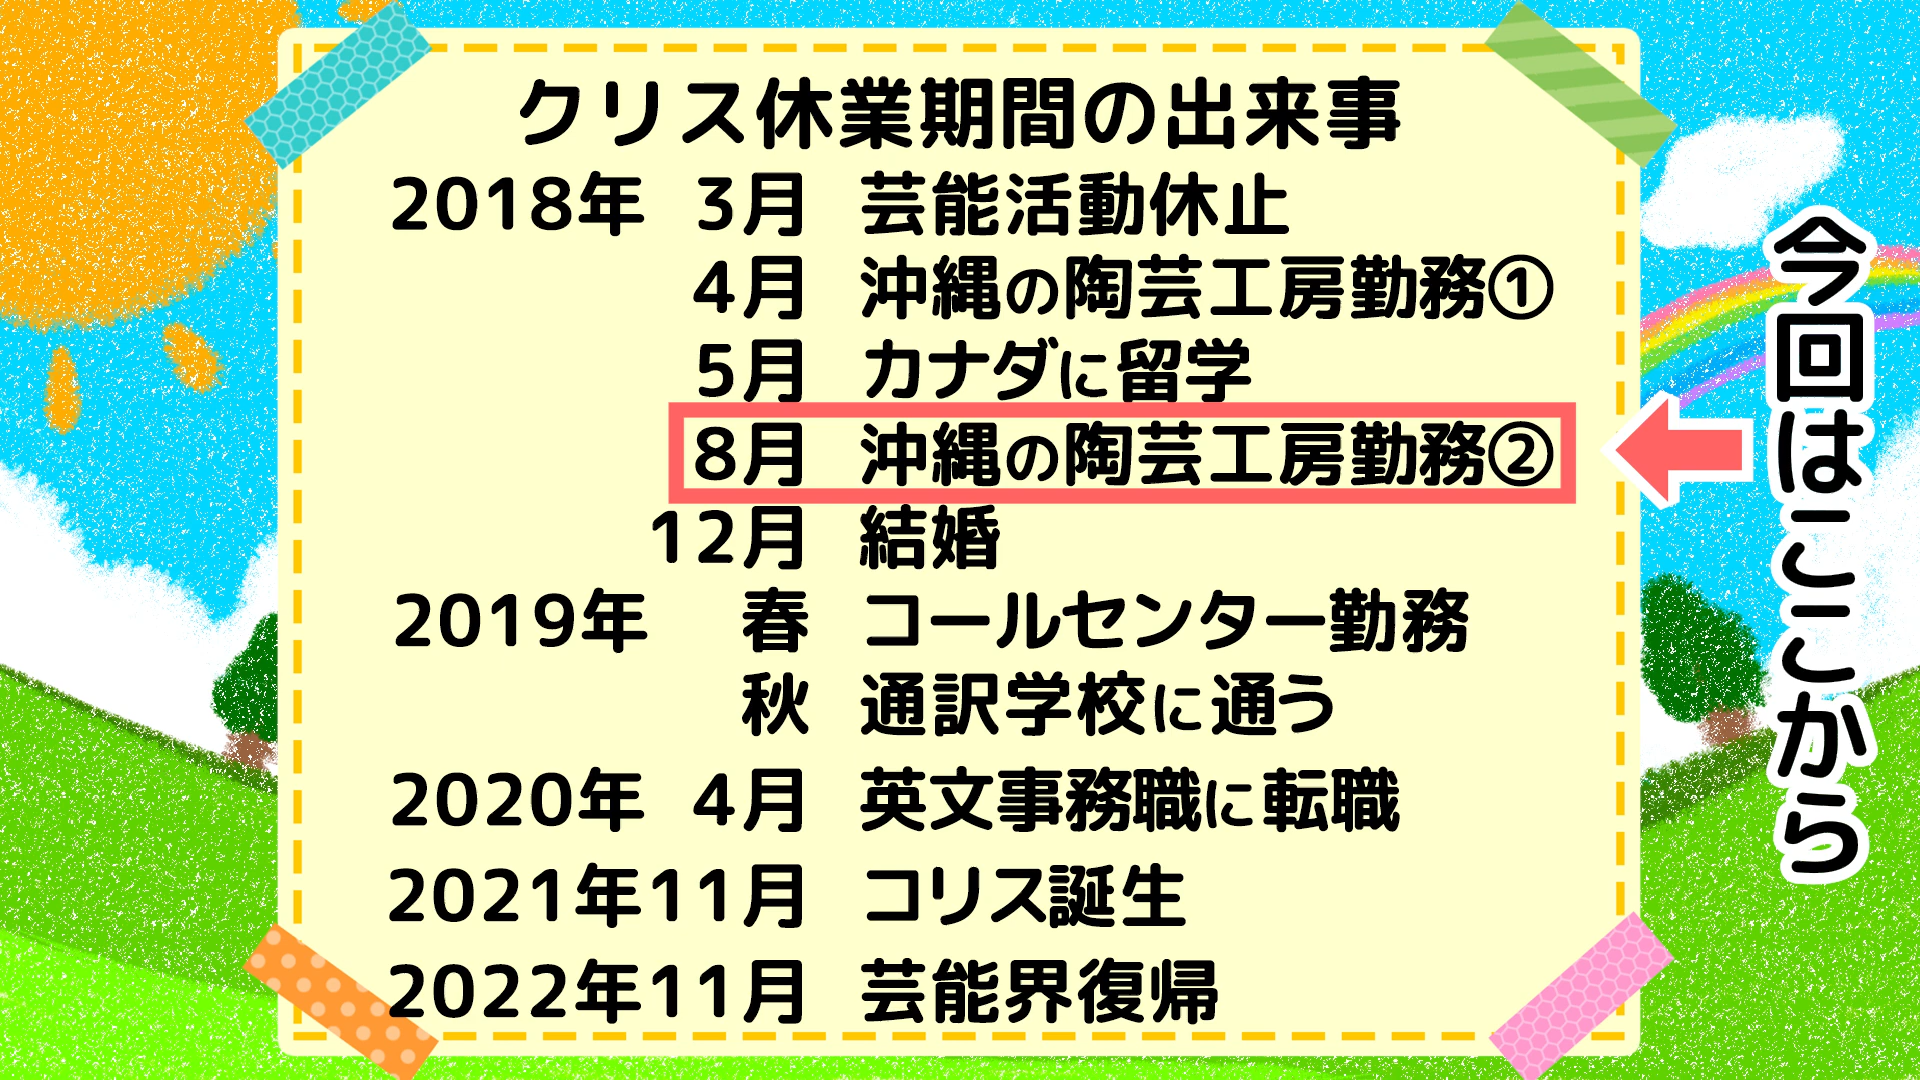 クリス休業期間の出来事
2018年 3月 芸能活動休止
4月 沖縄の陶芸工房勤務①
5月 カナダに留学
8月 沖縄の陶芸工房勤務②
12月 結婚
2019年 春 コールセンター勤務
秋 通訳学校に通う
2020年 4月 英文事務職に転職
2021年11月 コリス誕生
2022年11月 芸能界復帰
今回はここから